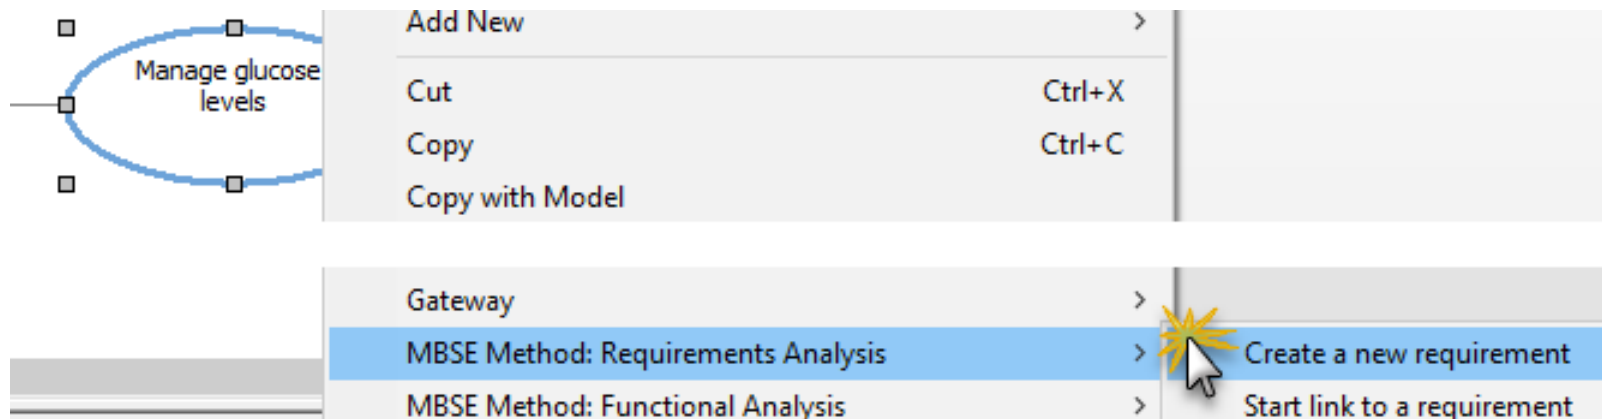 Manage glucose
levels
Add New
Cut Ctrl+X
Copy Ctrl+C
Copy with Model
Gateway
MBSE Method: Requirements Analysis
Create a new requirement
MBSE Method: Functional Analysis
Start link to a requirement